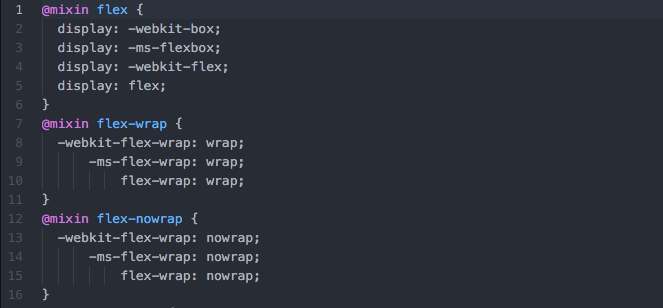 1 @mixin flex {
2   display: -webkit-box;
3   display: -ms-flexbox;
4   display: -webkit-flex;
5   display: flex;
6 }
7 @mixin flex-wrap {
8   -webkit-flex-wrap: wrap;
9       -ms-flex-wrap: wrap;
10           flex-wrap: wrap;
11 }
12 @mixin flex-nowrap {
13   -webkit-flex-wrap: nowrap;
14       -ms-flex-wrap: nowrap;
15           flex-wrap: nowrap;
16 }